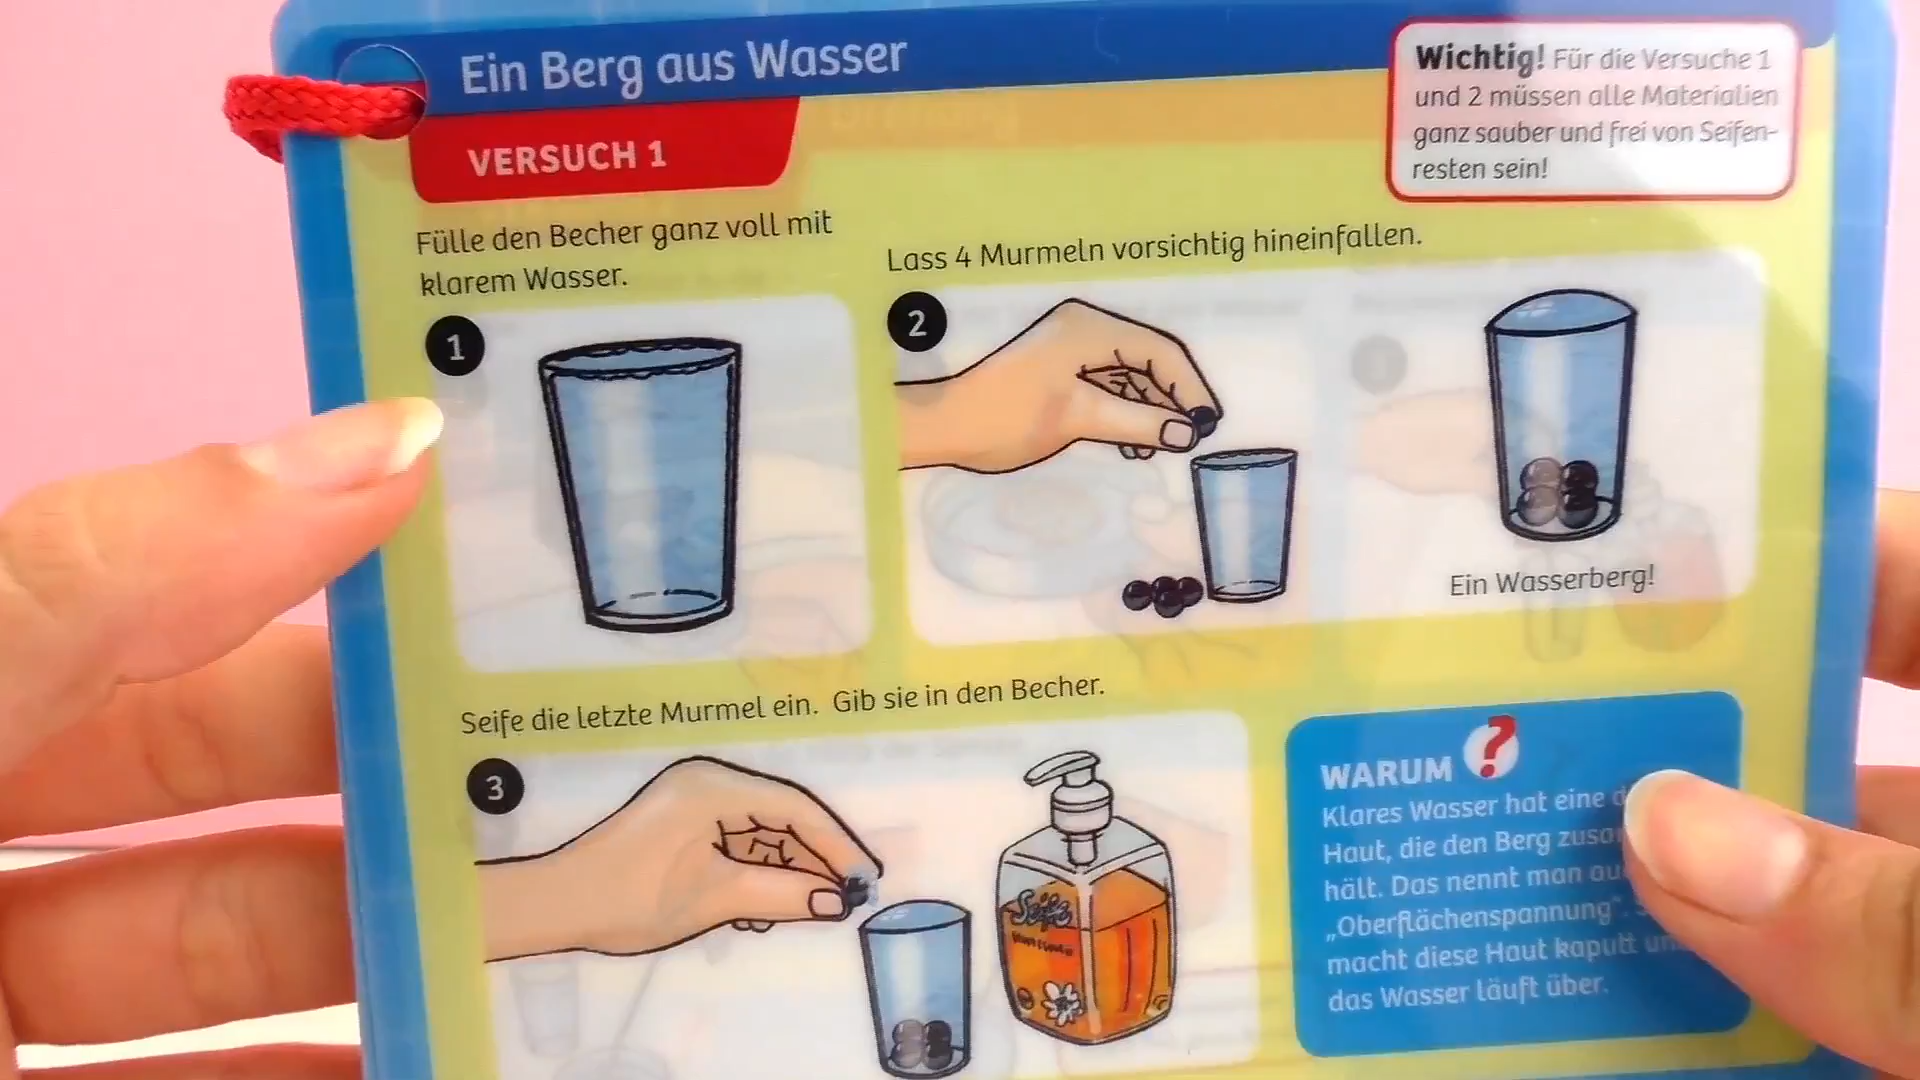 Ein Berg aus Wasser
Wichtig! Für die Versuche 1
und 2 müssen alle Materialien
ganz sauber und frei von Seifen-
resten sein!
VERSUCH 1
Fülle den Becher ganz voll mit
klarem Wasser.
1
Lass 4 Murmeln vorsichtig hineinfallen.
2
Ein Wasserberg!
Seife die letzte Murmel ein. Gib sie in den Becher.
3
Seife
WARUM ?
Klares Wasser hat eine
Haut, die den Berg
hält. Das nennt man
„Oberflächenspannung".
macht diese Haut kaputt
das Wasser läuft über.